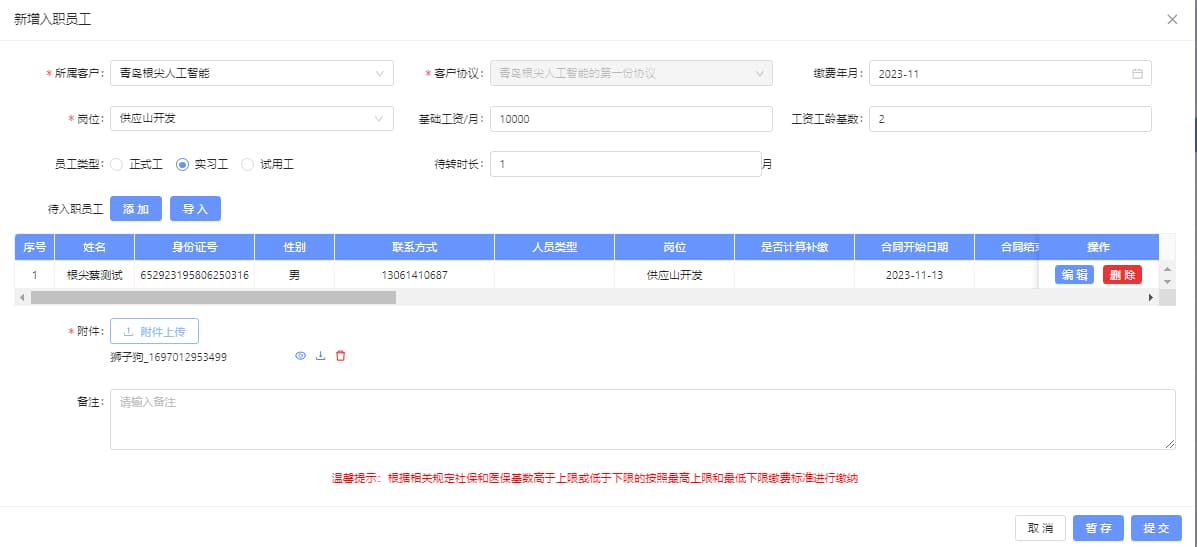 新增入职员工
* 所属客户: 青岛根尖人工智能 * 客户协议: 青岛根尖人工智能的第一份协议 缴费年月: 2023-11
* 岗位: 供应山开发 基础工资/月: 10000 工资工龄基数: 2
员工类型: 正式工 实习工 试用工 待转时长: 1 月
待入职员工 添加 导入
序号 姓名 身份证号 性别 联系方式 人员类型 岗位 是否计算补缴 合同开始日期 合同结 操作
1 根尖蔡测试 652923195806250316 男 13061410687 供应山开发 2023-11-13 编辑 删除
* 附件: 附件上传
狮子狗_1697012953499
备注: 请输入备注
温馨提示: 根据相关规定社保和医保基数高于上限或低于下限的按照最高上限和最低下限缴费标准进行缴纳
取消 暂存 提交